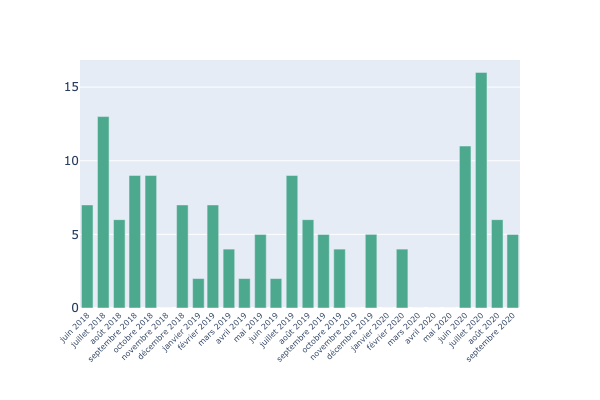 15
10
5
0
juin 2018
juillet 2018
août 2018
septembre 2018
octobre 2018
novembre 2018
décembre 2018
janvier 2019
février 2019
mars 2019
avril 2019
mai 2019
juin 2019
juillet 2019
août 2019
septembre 2019
octobre 2019
novembre 2019
décembre 2019
janvier 2020
février 2020
mars 2020
avril 2020
mai 2020
juin 2020
juillet 2020
août 2020
septembre 2020